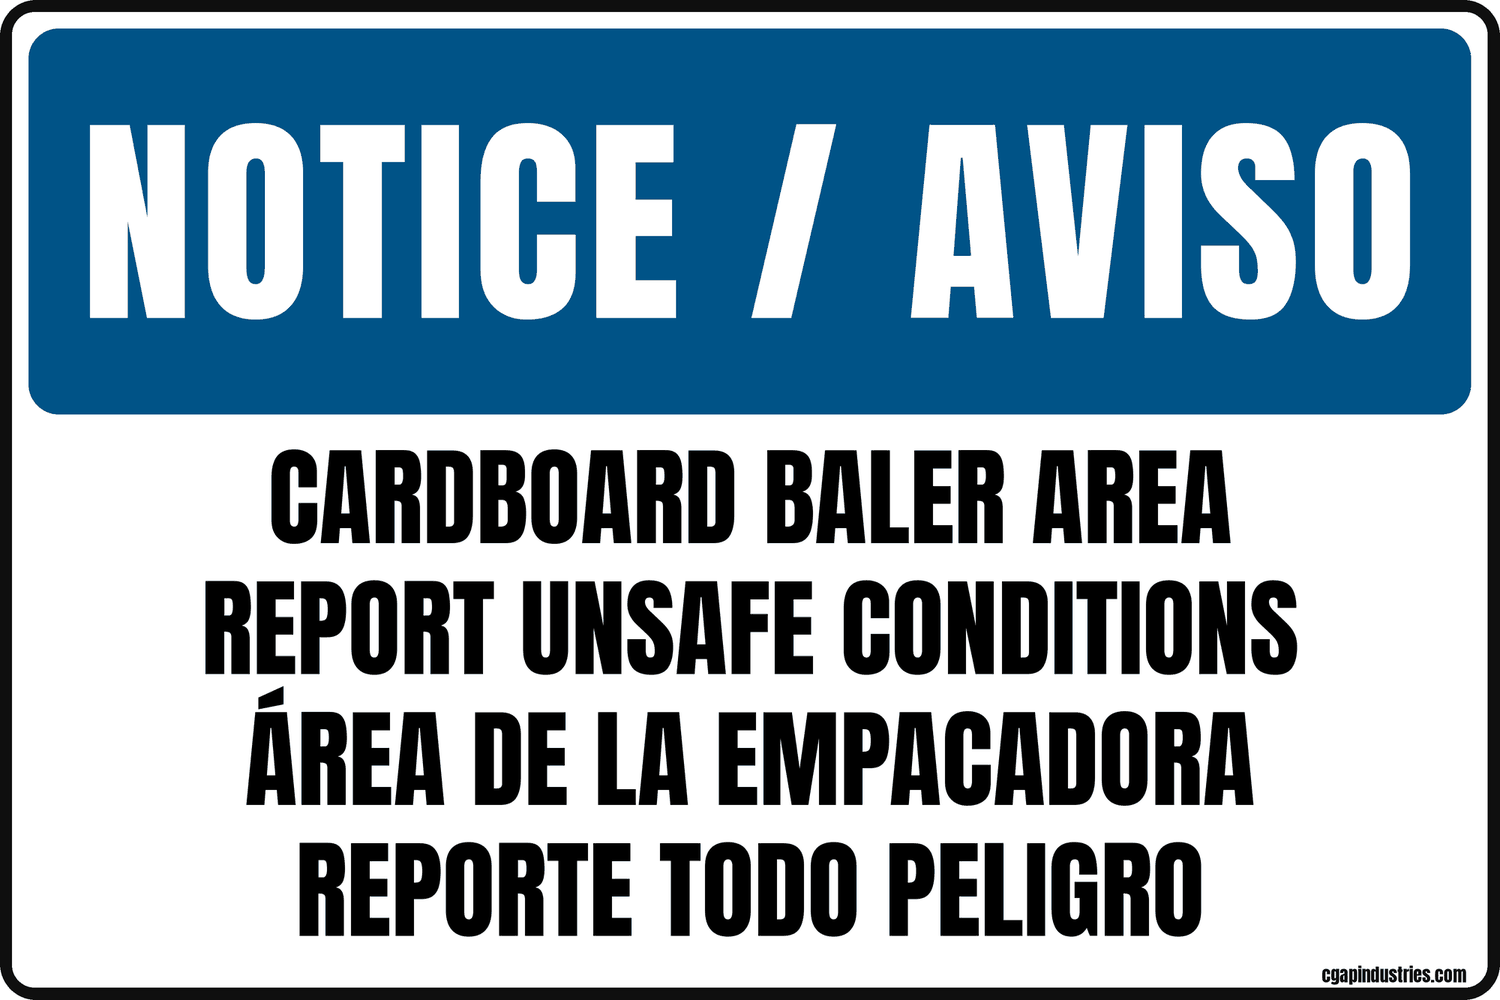 NOTICE / AVISO
CARDBOARD BALER AREA
REPORT UNSAFE CONDITIONS
ÁREA DE LA EMPACADORA
REPORTE TODO PELIGRO
cgapindustries.com